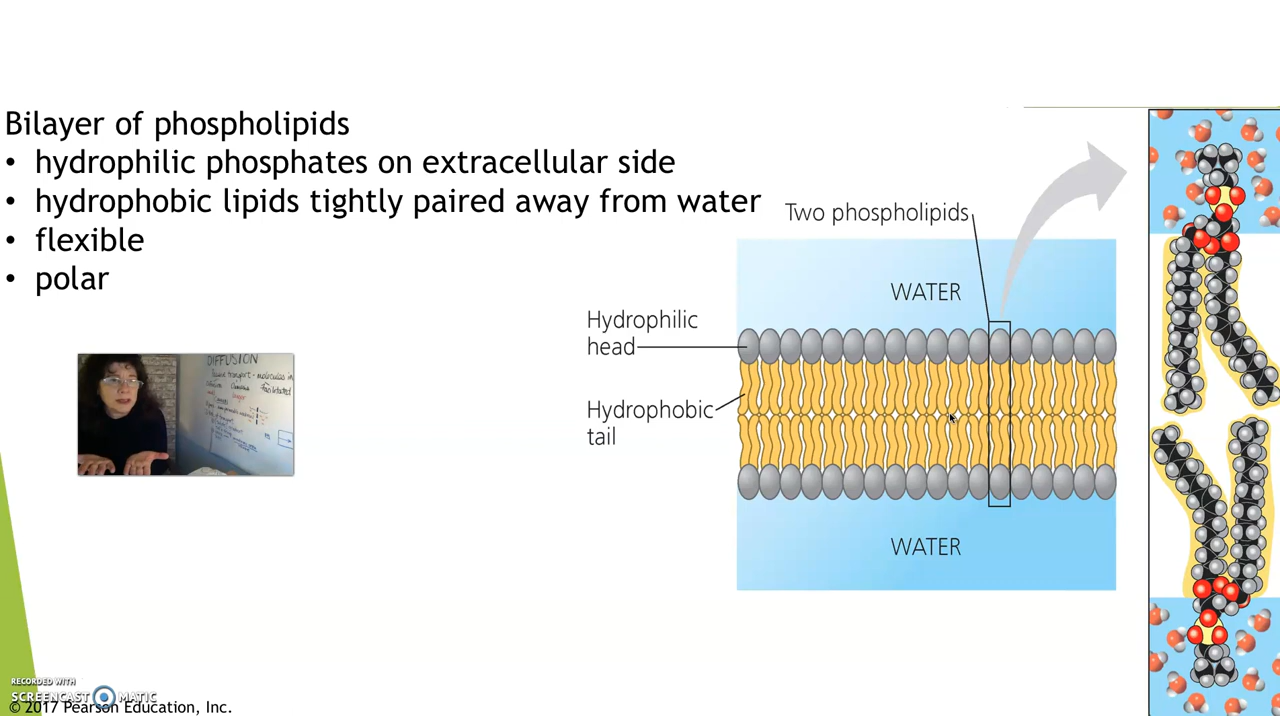 Bilayer of phospholipids
• hydrophilic phosphates on extracellular side
• hydrophobic lipids tightly paired away from water
• flexible
• polar
Two phospholipids
WATER
Hydrophilic
head
Hydrophobic
tail
WATER
DIFFUSION
RECORDED WITH
SCREENCAST MATIC
© 2017 Pearson Education, Inc.